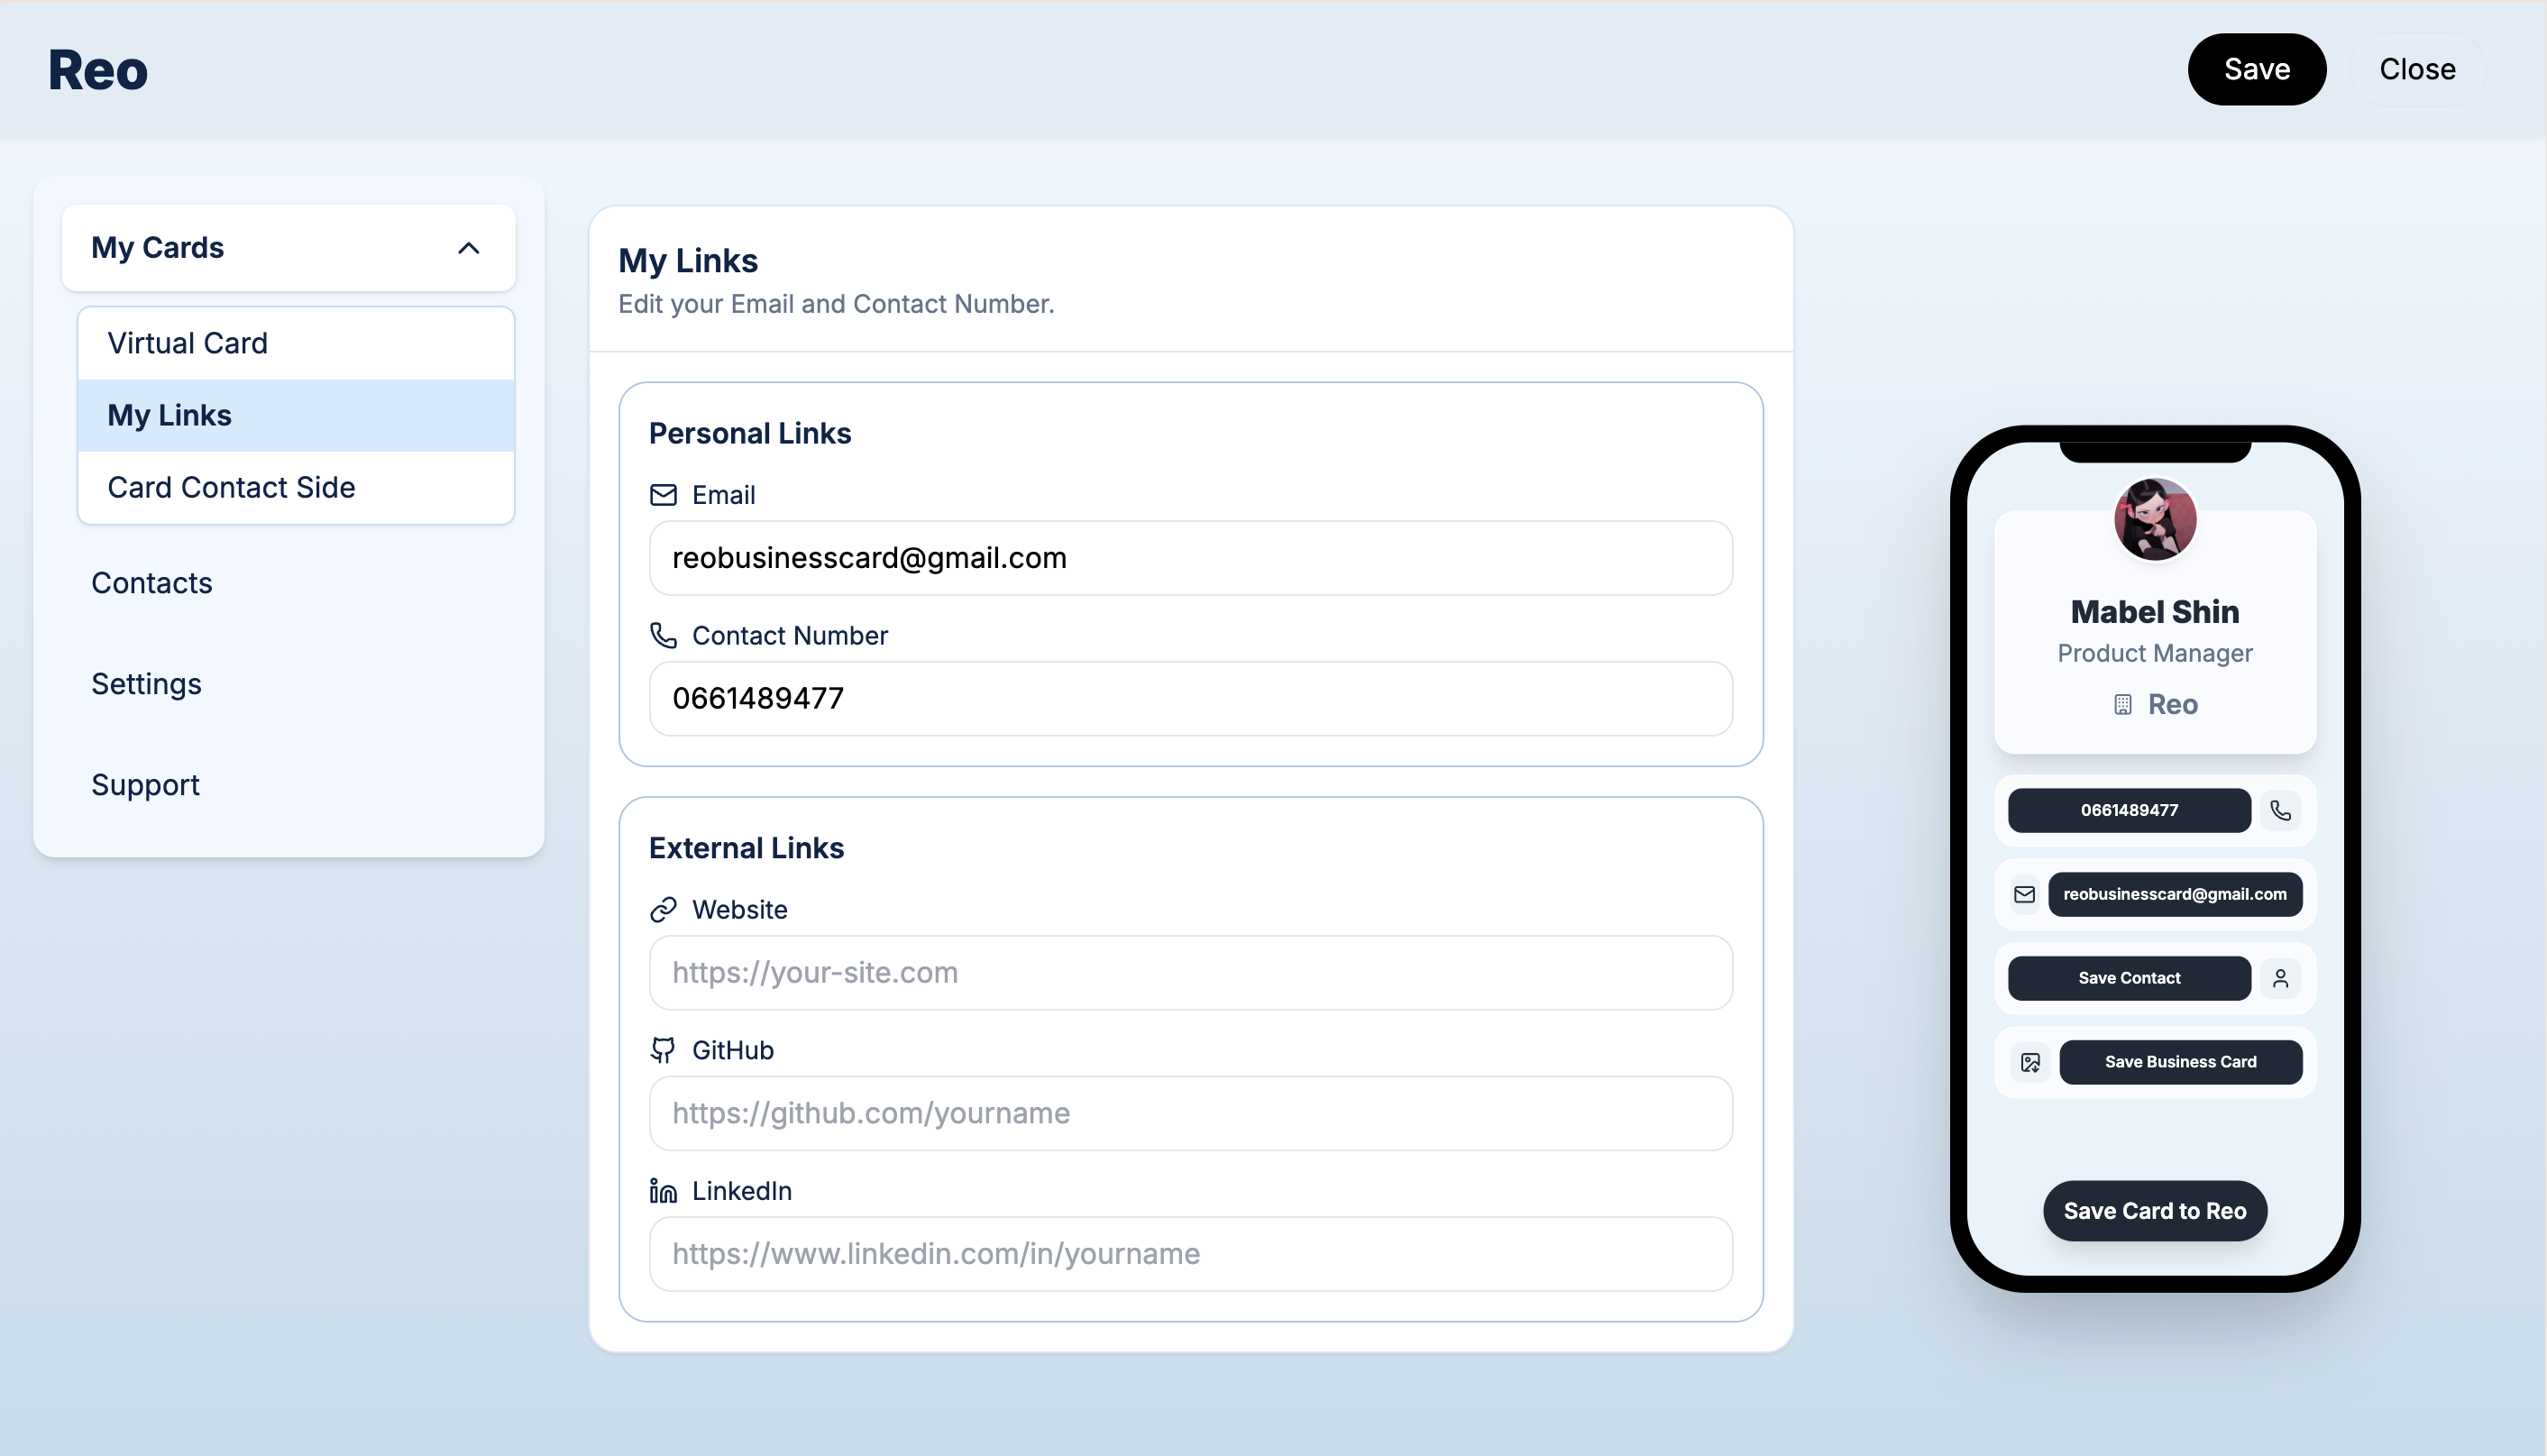 Reo
Save
Close
My Cards
Virtual Card
My Links
Card Contact Side
Contacts
Settings
Support
My Links
Edit your Email and Contact Number.
Personal Links
Email
reobusinesscard@gmail.com
Contact Number
0661489477
External Links
Website
https://your-site.com
GitHub
https://github.com/yourname
LinkedIn
https://www.linkedin.com/in/yourname
Mabel Shin
Product Manager
Reo
0661489477
reobusinesscard@gmail.com
Save Contact
Save Business Card
Save Card to Reo